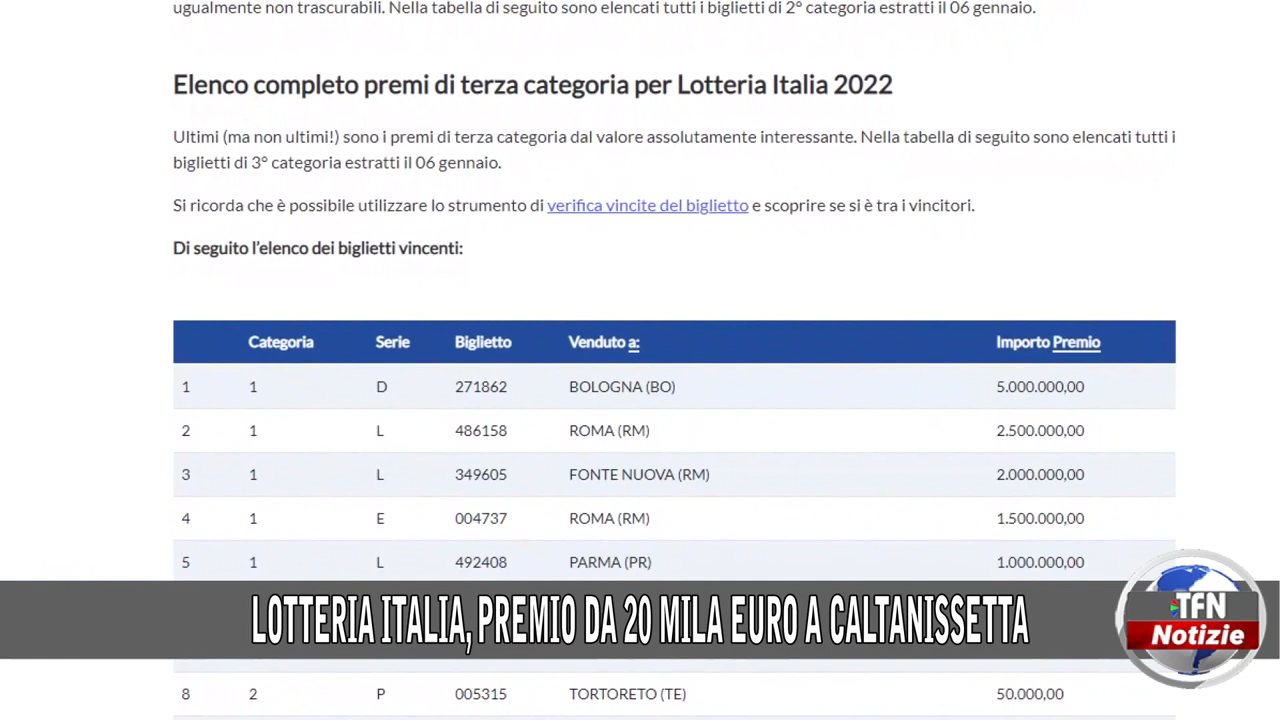 ugualmente non trascurabili. Nella tabella di seguito sono elencati tutti i biglietti di 2° categoria estratti il 06 gennaio.
Elenco completo premi di terza categoria per Lotteria Italia 2022
Ultimi (ma non ultimi!) sono i premi di terza categoria dal valore assolutamente interessante. Nella tabella di seguito sono elencati tutti i
biglietti di 3° categoria estratti il 06 gennaio.
Si ricorda che è possibile utilizzare lo strumento di verifica vincite del biglietto e scoprire se si è tra i vincitori.
Di seguito l'elenco dei biglietti vincenti:
Categoria Serie Biglietto Venduto a: Importo Premio
1 1 D 271862 BOLOGNA (BO) 5.000.000,00
2 1 L 486158 ROMA (RM) 2.500.000,00
3 1 L 349605 FONTE NUOVA (RM) 2.000.000,00
4 1 E 004737 ROMA (RM) 1.500.000,00
5 1 L 492408 PARMA (PR) 1.000.000,00
LOTTERIA ITALIA, PREMIO DA 20 MILA EURO A CALTANISSETTA
TFN
Notizie
8 2 P 005315 TORTORETO (TE) 50.000,00